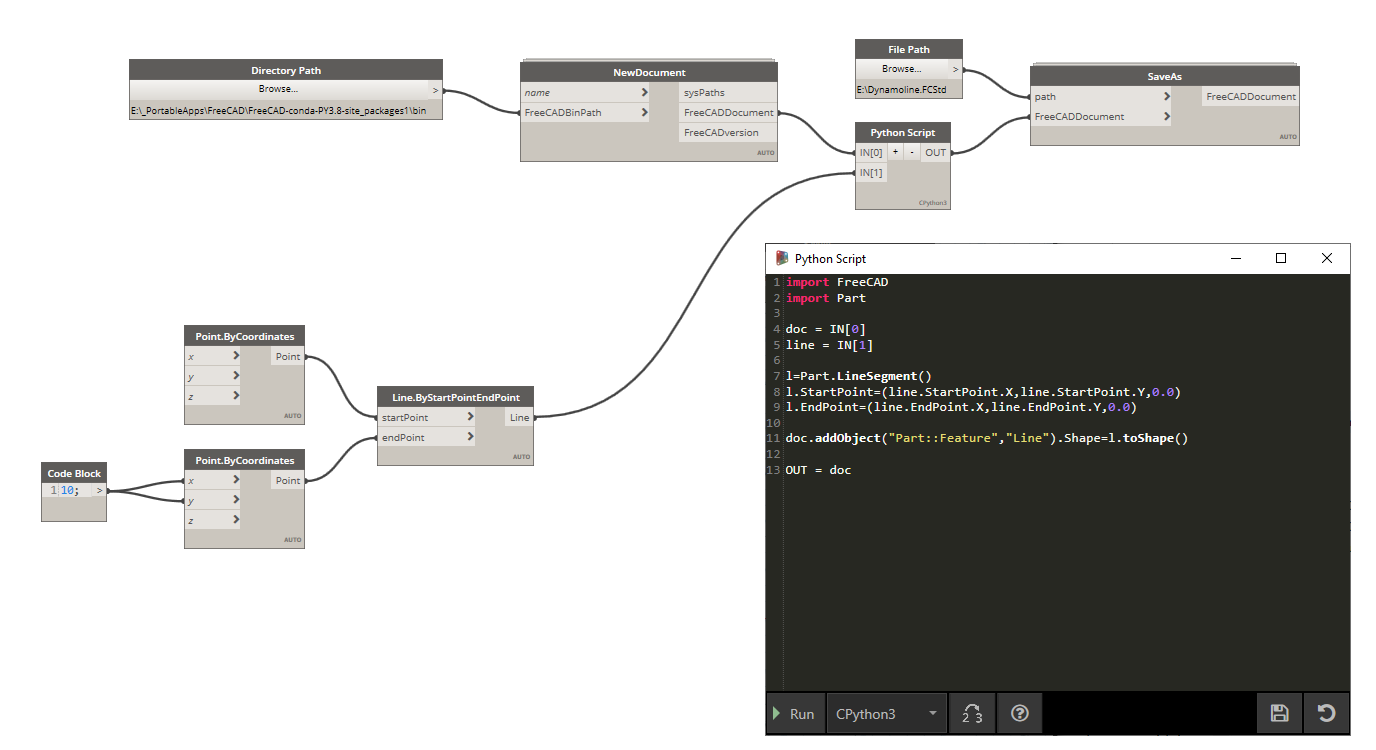 Directory Path
Browse...
>
E:\_PortableApps\FreeCAD\FreeCAD-conda-PY3.8-site_packages1\bin
NewDocument
name > sysPaths
FreeCADBinPath > FreeCADDocument
FreeCADversion
AUTO
File Path
Browse... >
E:\Dynamoline.FCStd
SaveAs
path > FreeCADDocument
FreeCADDocument >
AUTO
Python Script
IN[0] + - OUT
IN[1]
CPython3
Point.ByCoordinates
x > Point
y >
z >
AUTO
Line.ByStartPointEndPoint
startPoint > Line
endPoint >
AUTO
Point.ByCoordinates
x > Point
y >
z >
AUTO
Code Block
1 10; >
Python Script
1 import FreeCAD
2 import Part
3
4 doc = IN[0]
5 line = IN[1]
6
7 l=Part.LineSegment()
8 l.StartPoint=(line.StartPoint.X,line.StartPoint.Y,0.0)
9 l.EndPoint=(line.EndPoint.X,line.EndPoint.Y,0.0)
10
11 doc.addObject("Part::Feature","Line").Shape=l.toShape()
12
13 OUT = doc
Run CPython3 2 3 ?